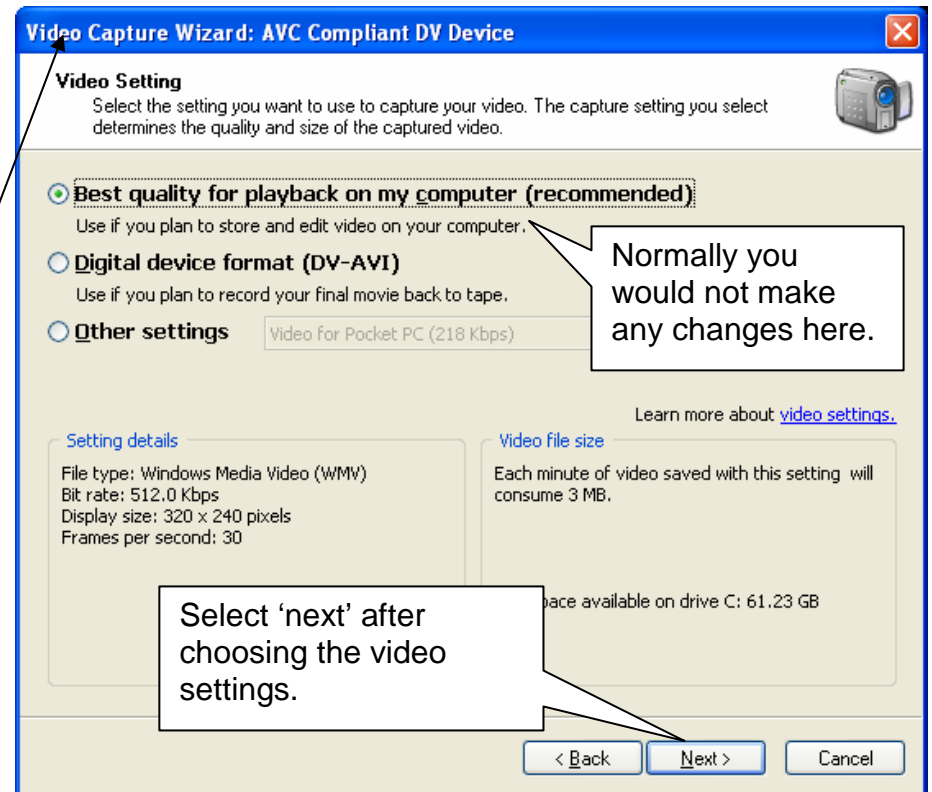 Video Capture Wizard: AVC Compliant DV Device
Video Setting
Select the setting you want to use to capture your video. The capture setting you select
determines the quality and size of the captured video.
Best quality for playback on my computer (recommended)
Use if you plan to store and edit video on your computer.
Digital device format (DV-AVI)
Use if you plan to record your final movie back to tape.
Other settings
Video for Pocket PC (218 Kbps)
Normally you
would not make
any changes here.
Learn more about video settings.
Setting details
File type: Windows Media Video (WMV)
Bit rate: 512.0 Kbps
Display size: 320 x 240 pixels
Frames per second: 30
Video file size
Each minute of video saved with this setting will
consume 3 MB.
available on drive C: 61.23 GB
Select ‘next’ after
choosing the video
settings.
< Back
Next >
Cancel